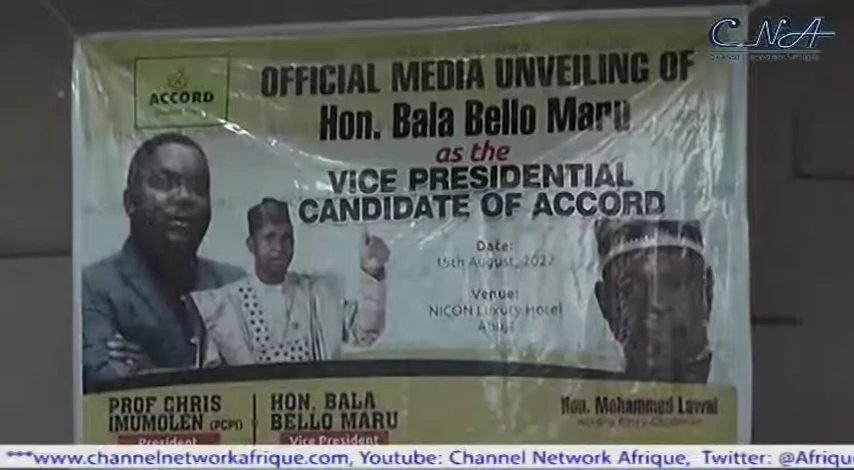 CNA
ACCORD
OFFICIAL MEDIA UNVEILING OF
Hon. Bala Bello Maru
as the
VICE PRESIDENTIAL
CANDIDATE OF ACCORD
Date:
15th August, 2022
Venue:
NICON Luxury Hotel
Abuja
PROF CHRIS
IMUMOLEN (PCPI)
President
HON. BALA
BELLO MARU
Vice President
Hon. Mohammed Lawal
***www.channelnetworkafrique.com, Youtube: Channel Network Afrique, Twitter: @Afrique